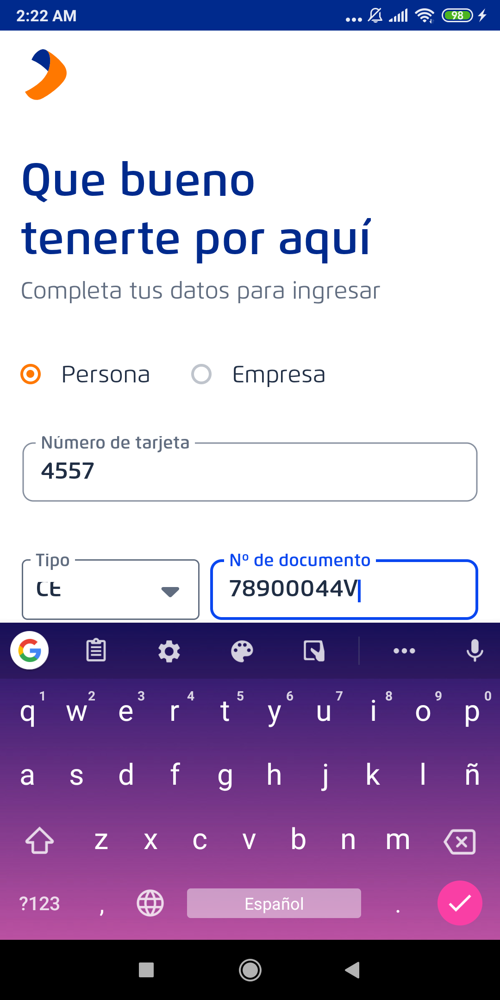 2:22 AM
98
Que bueno
tenerte por aquí
Completa tus datos para ingresar
Persona
Empresa
Número de tarjeta
4557
Tipo
CE
Nº de documento
78900044V
q 1 w 2 e 3 r 4 t 5 y 6 u 7 i 8 o 9 p 0
a s d f g h j k l ñ
z x c v b n m
?123 , Español .